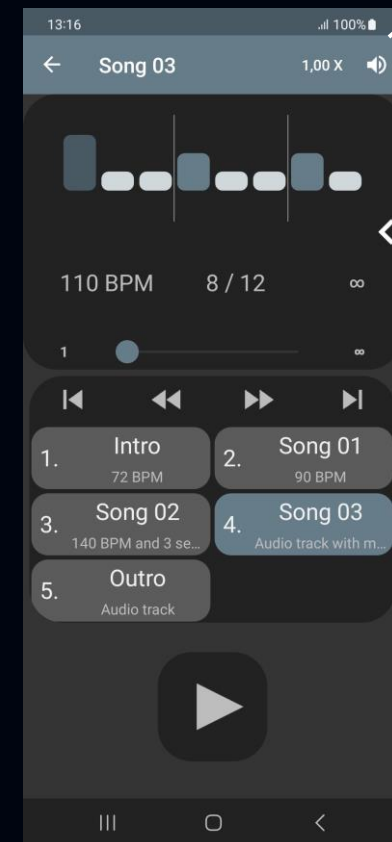 13:16 100%
Song 03 1,00 X
110 BPM 8 / 12 ∞
1 ∞
1. Intro
72 BPM
2. Song 01
90 BPM
3. Song 02
140 BPM and 3 se...
4. Song 03
Audio track with m...
5. Outro
Audio track